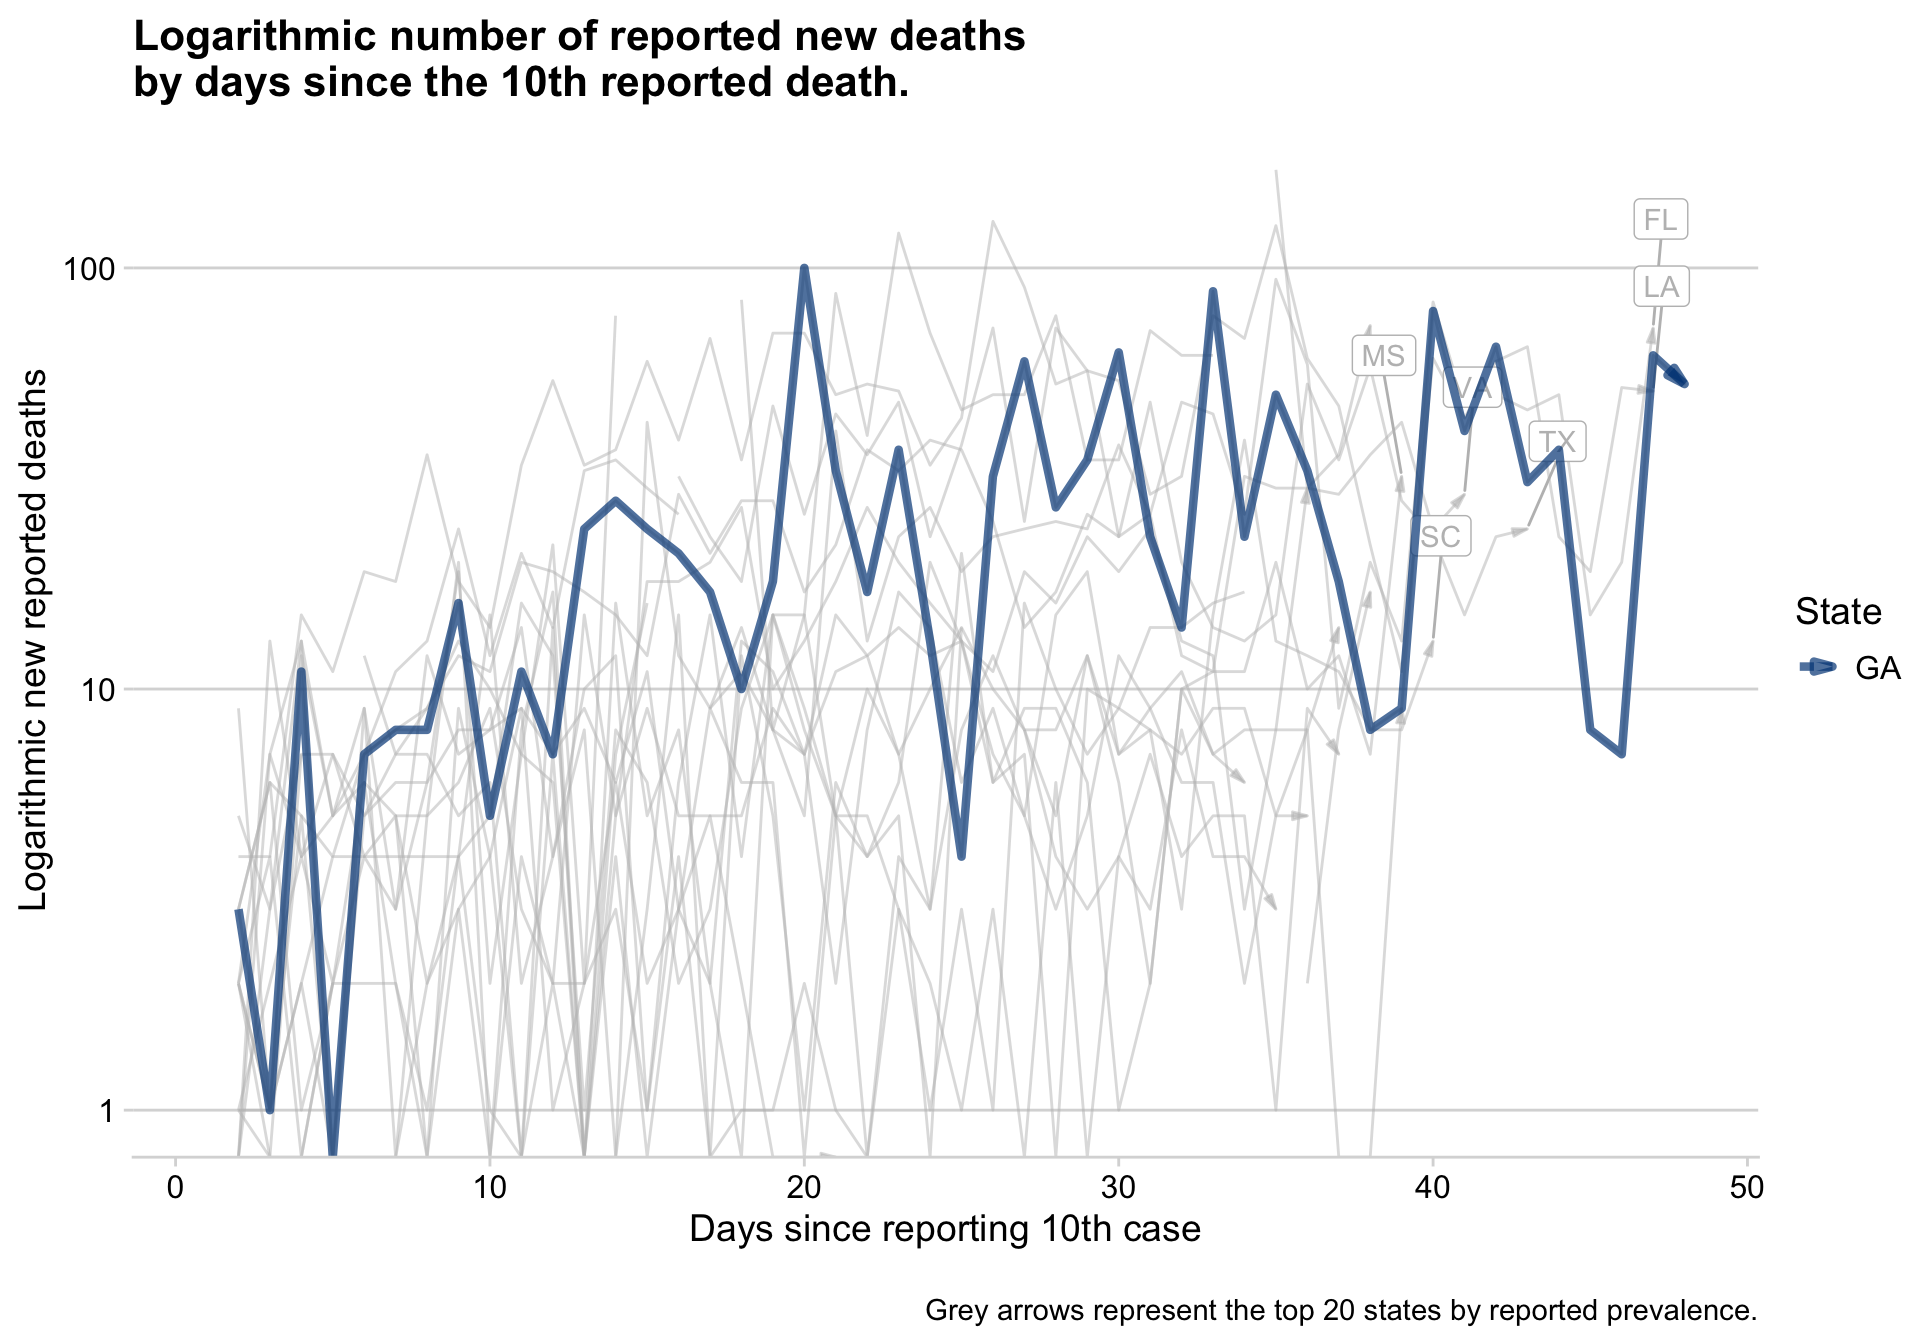 Logarithmic number of reported new deaths
by days since the 10th reported death.
Logarithmic new reported deaths
100
10
1
FL
LA
MS
VA
TX
SC
State
GA
0
10
20
30
40
50
Days since reporting 10th case
Grey arrows represent the top 20 states by reported prevalence.